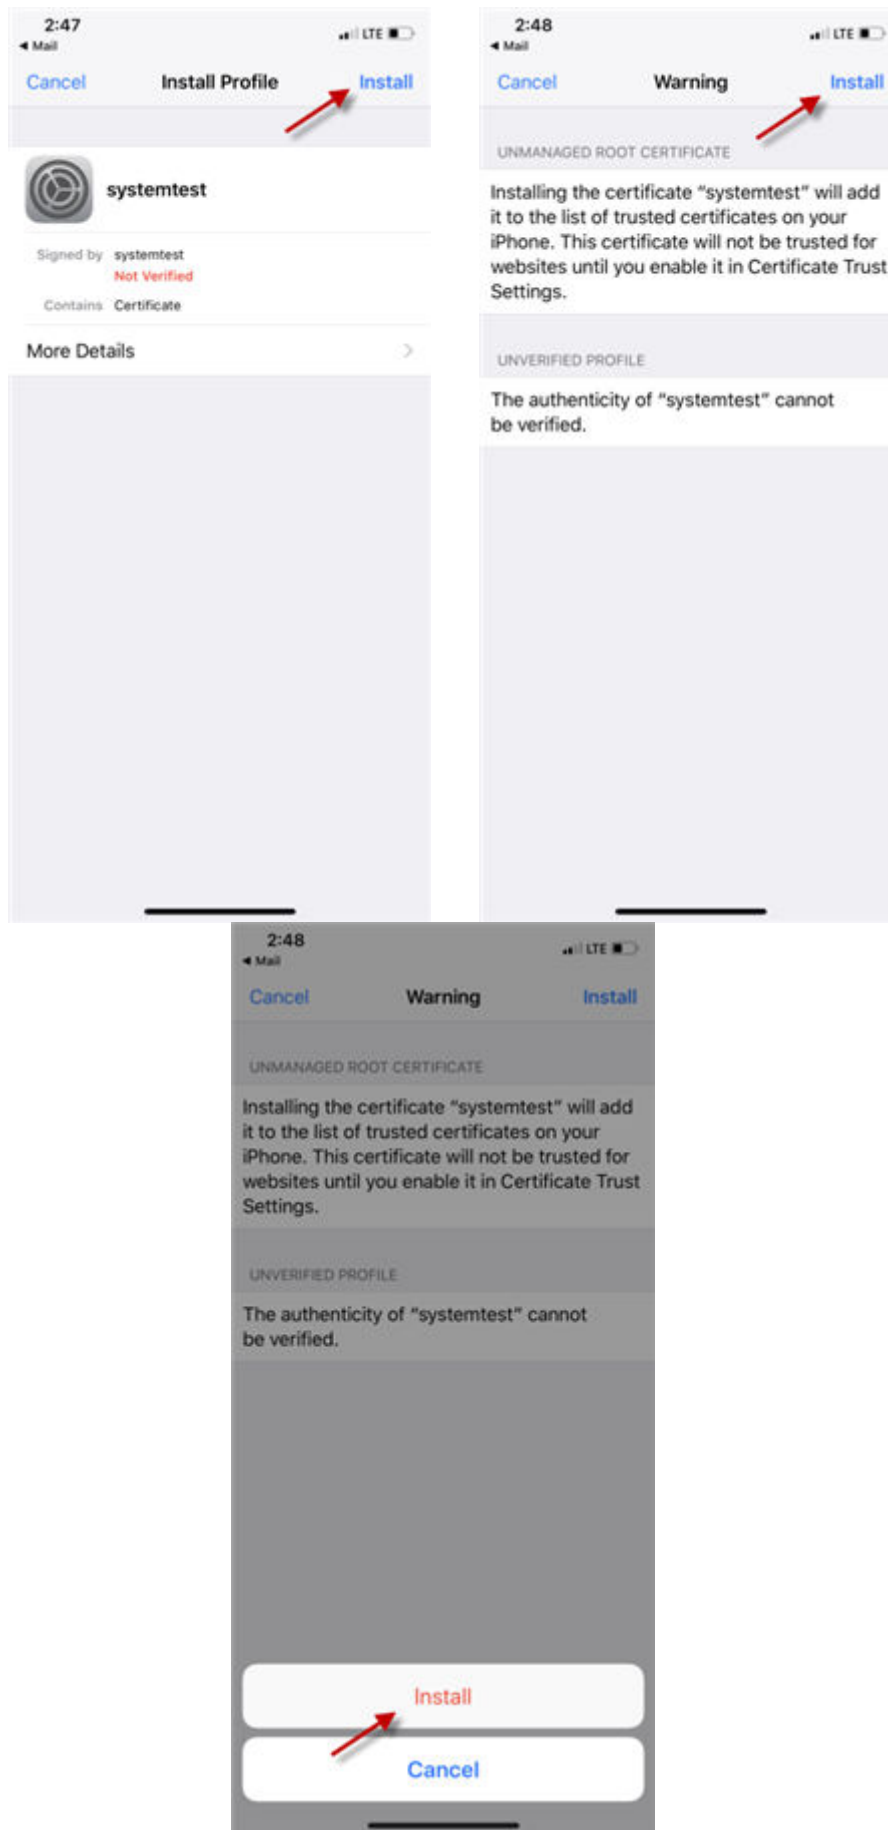 2:47
◀ Mail
LTE
Cancel
Install Profile
Install
systemtest
Signed by systemtest
Not Verified
Contains Certificate
More Details
2:48
◀ Mail
LTE
Cancel
Warning
Install
UNMANAGED ROOT CERTIFICATE
Installing the certificate “systemtest” will add
it to the list of trusted certificates on your
iPhone. This certificate will not be trusted for
websites until you enable it in Certificate Trust
Settings.
UNVERIFIED PROFILE
The authenticity of “systemtest” cannot
be verified.
2:48
◀ Mail
LTE
Cancel
Warning
Install
UNMANAGED ROOT CERTIFICATE
Installing the certificate “systemtest” will add
it to the list of trusted certificates on your
iPhone. This certificate will not be trusted for
websites until you enable it in Certificate Trust
Settings.
UNVERIFIED PROFILE
The authenticity of “systemtest” cannot
be verified.
Install
Cancel